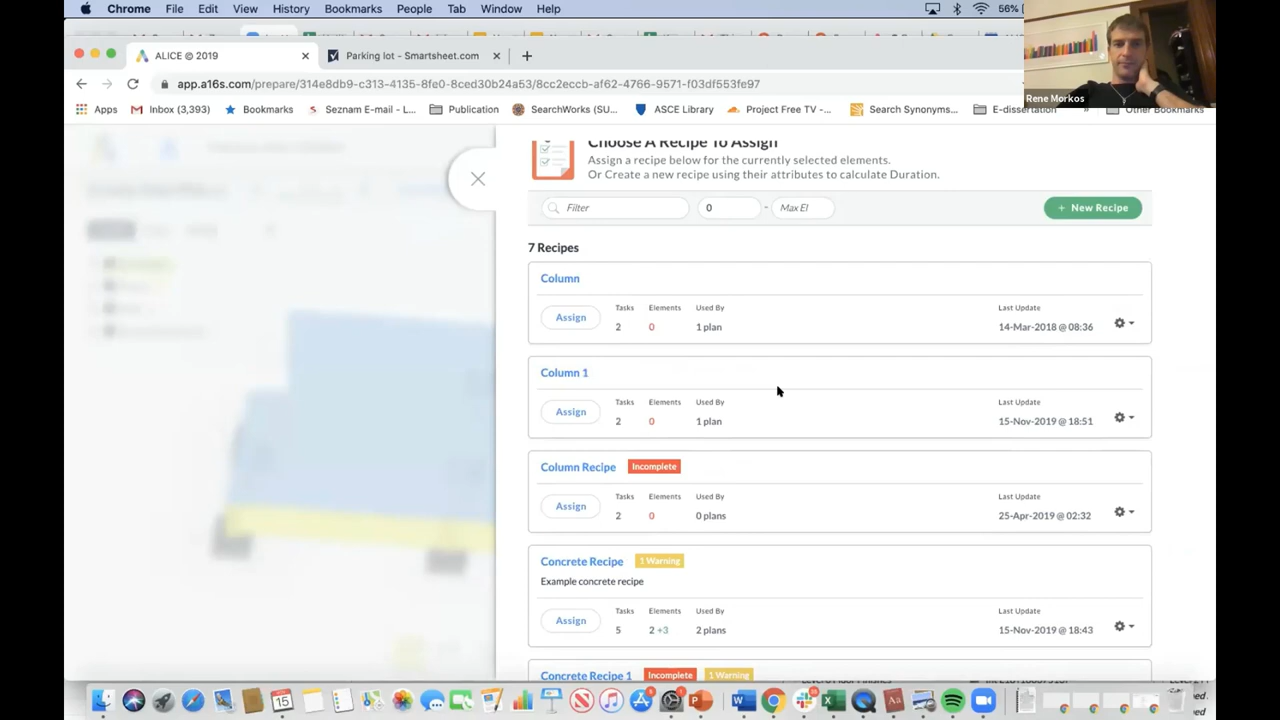 Chrome File Edit View History Bookmarks People Tab Window Help 56%
ALICE © 2019
Parking lot - Smartsheet.com
app.a16s.com/prepare/314e8db9-c313-4135-8fe0-8ced30b24a53/8cc2eccb-af62-4766-9571-f03df553fe97
Rene Morkos
Apps Inbox (3,393) Bookmarks Renner E-mail - L... Publication SearchWorks (SU... ASCE Library Project Free TV -... Search Synonyms... E-dissertation » Other Bookmarks
Choose A Recipe To Assign
Assign a recipe below for the currently selected elements.
Or Create a new recipe using their attributes to calculate Duration.
Filter 0 - Max El + New Recipe
7 Recipes
Column
Tasks Elements Used By Last Update
Assign 2 0 1 plan 14-Mar-2018 @ 08:36
Column 1
Tasks Elements Used By Last Update
Assign 2 0 1 plan 15-Nov-2019 @ 18:51
Column Recipe Incomplete
Tasks Elements Used By Last Update
Assign 2 0 0 plans 25-Apr-2019 @ 02:32
Concrete Recipe 1 Warning
Example concrete recipe
Tasks Elements Used By Last Update
Assign 5 2 +3 2 plans 15-Nov-2019 @ 18:43
Concrete Recipe 1 Incomplete 1 Warning
15